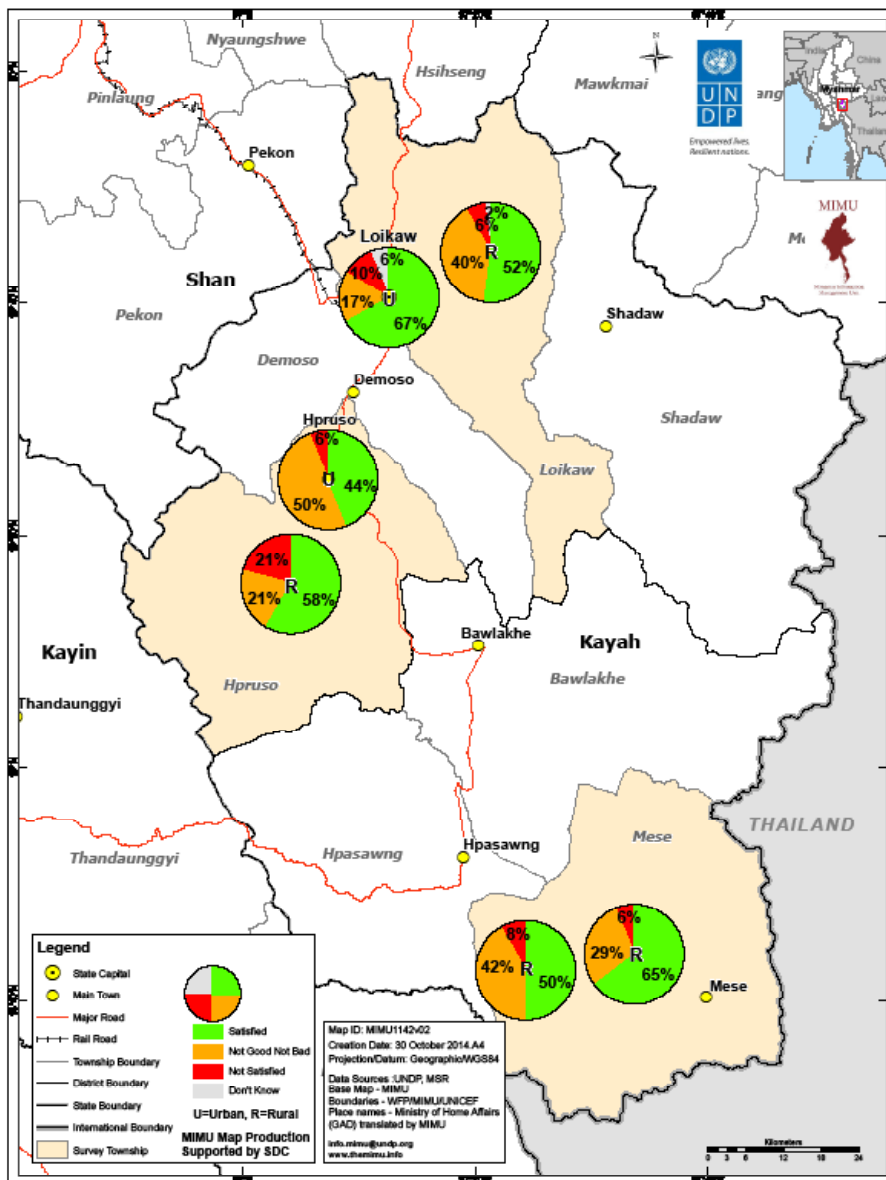 Nyaungshwe
Hsihseng
Mawkmai
Pinlaung
N
U N
D P
Empowered lives.
Resilient nations.
India
China
Myanmar
Thailand
Pekon
MIMU
Loikaw
2%
6%
R
40%
52%
6%
10%
17%
U
67%
Shan
Pekon
Shadaw
Demoso
Demoso
Shadaw
Hpruso
6%
U
44%
50%
Loikaw
21%
R
21%
58%
Bawlakhe
Kayah
Kayin
Hpruso
Bawlakhe
Thandaunggyi
THAILAND
Mese
Hpasawng
Hpasawng
Thandaunggyi
8%
42%
R
50%
6%
29%
R
65%
Mese
Legend
State Capital
Main Town
Major Road
Rail Road
Township Boundary
District Boundary
State Boundary
International Boundary
Survey Township
Satisfied
Not Good Not Bad
Not Satisfied
Don't Know
U=Urban, R=Rural
MIMU Map Production
Supported by SDC
Map ID: MIMU1142v02
Creation Date: 30 October 2014.A4
Projection/Datum: Geographic/WGS84
Data Sources :UNDP, MSR
Base Map - MIMU
Boundaries - WFP/MIMU/UNICEF
Place names - Ministry of Home Affairs
(GAD) translated by MIMU
info.mimu@undp.org
www.themimu.info
Kilometers
0 3 6 12 18 24